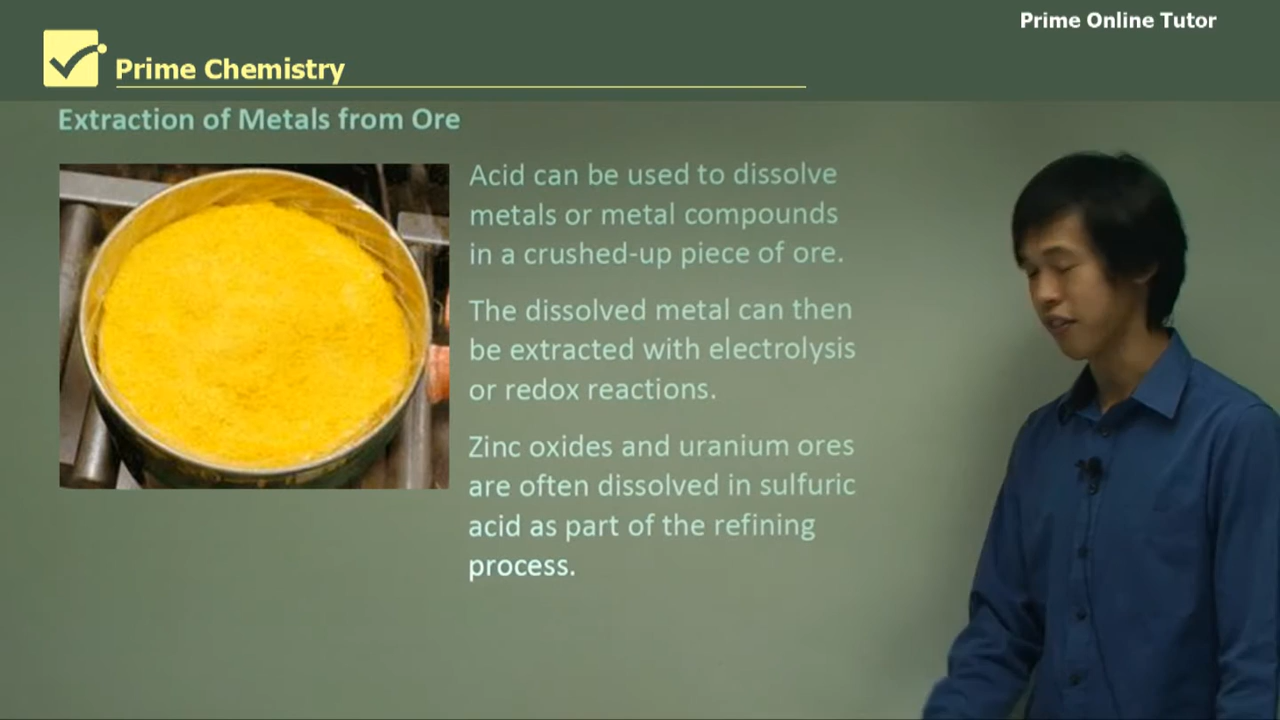 Prime Online Tutor
Prime Chemistry
Extraction of Metals from Ore
Acid can be used to dissolve
metals or metal compounds
in a crushed-up piece of ore.
The dissolved metal can then
be extracted with electrolysis
or redox reactions.
Zinc oxides and uranium ores
are often dissolved in sulfuric
acid as part of the refining
process.